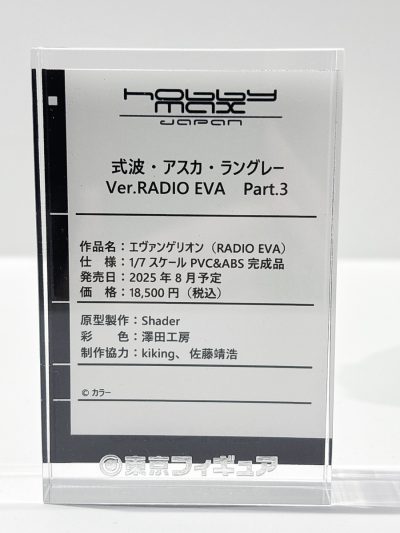 hobby
max
JAPAN
式波・アスカ・ラングレー
Ver.RADIO EVA　Part.3
作品名：エヴァンゲリオン（RADIO EVA）
仕　様：1/7 スケール PVC&ABS 完成品
発売日：2025 年 8 月予定
価　格：18,500 円（税込）
原型製作：Shader
彩　　色：澤田工房
制作協力：kiking、佐藤靖浩
© カラー
東京フィギュア